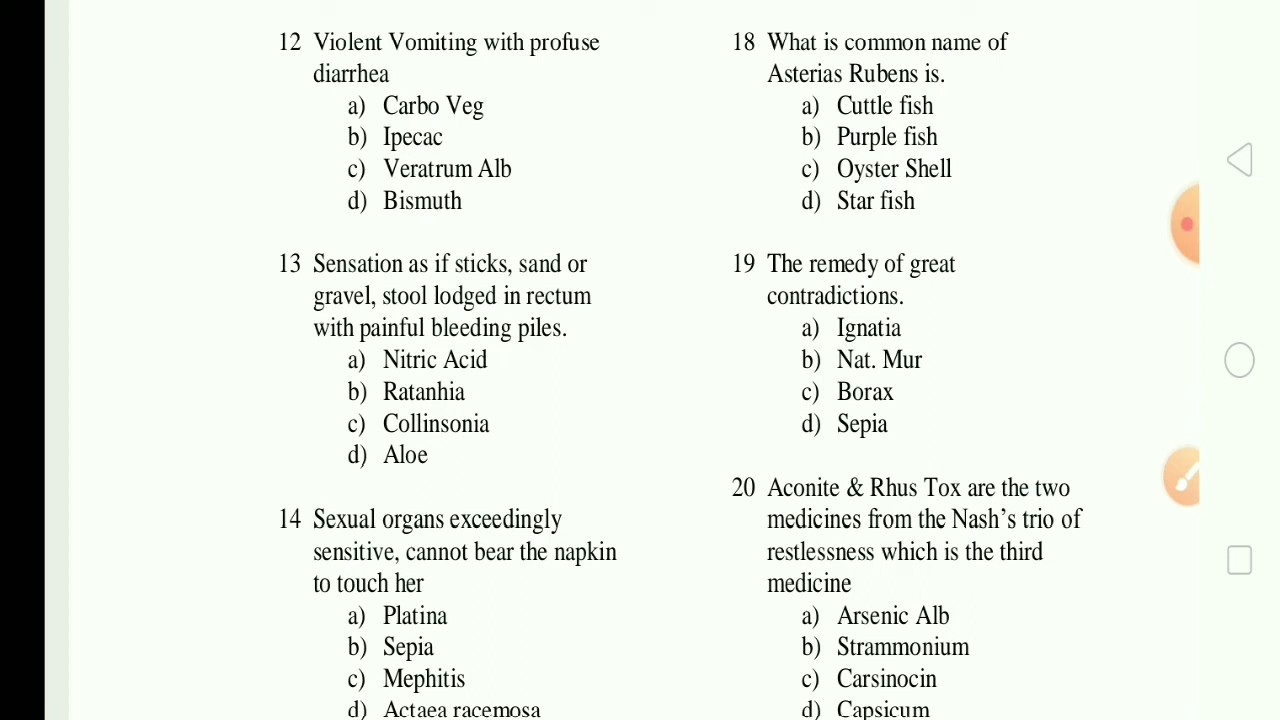 12 Violent Vomiting with profuse
diarrhea
a) Carbo Veg
b) Ipecac
c) Veratrum Alb
d) Bismuth
13 Sensation as if sticks, sand or
gravel, stool lodged in rectum
with painful bleeding piles.
a) Nitric Acid
b) Ratanhia
c) Collinsonia
d) Aloe
14 Sexual organs exceedingly
sensitive, cannot bear the napkin
to touch her
a) Platina
b) Sepia
c) Mephitis
d) Actaea racemosa
18 What is common name of
Asterias Rubens is.
a) Cuttle fish
b) Purple fish
c) Oyster Shell
d) Star fish
19 The remedy of great
contradictions.
a) Ignatia
b) Nat. Mur
c) Borax
d) Sepia
20 Aconite & Rhus Tox are the two
medicines from the Nash's trio of
restlessness which is the third
medicine
a) Arsenic Alb
b) Strammonium
c) Carsinocin
d) Capsicum